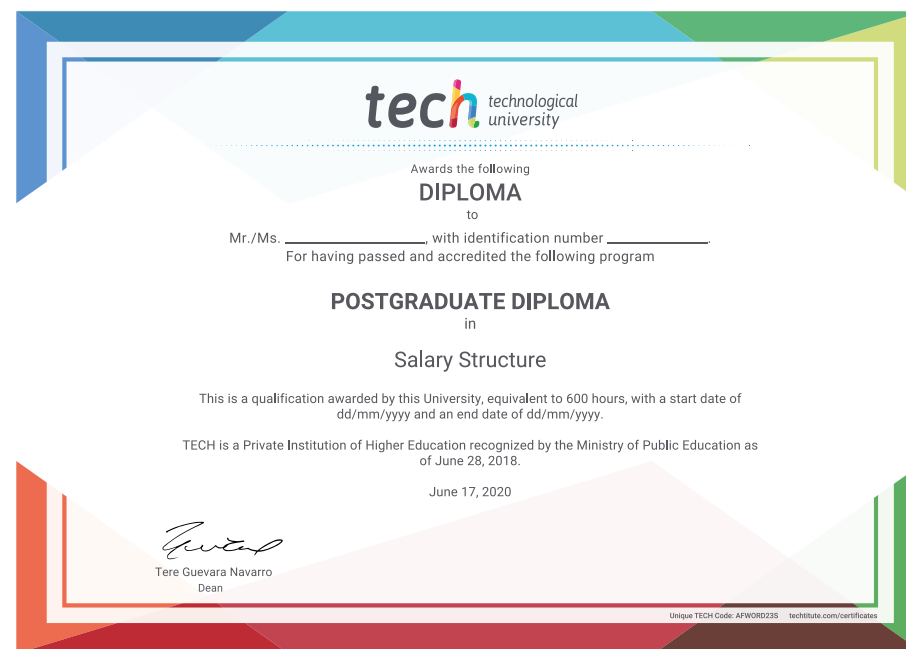 tech technological
university
Awards the following
DIPLOMA
to
Mr./Ms. ____________________, with identification number ______________.
For having passed and accredited the following program
POSTGRADUATE DIPLOMA
in
Salary Structure
This is a qualification awarded by this University, equivalent to 600 hours, with a start date of
dd/mm/yyyy and an end date of dd/mm/yyyy.
TECH is a Private Institution of Higher Education recognized by the Ministry of Public Education as
of June 28, 2018.
June 17, 2020
Tere Guevara Navarro
Dean
Unique TECH Code: AFWORD23S techtitute.com/certificates